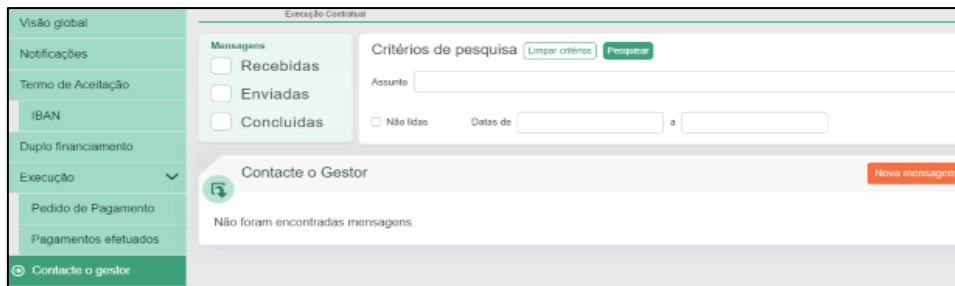 Execução Contratual
Visão global
Notificações
Termo de Aceitação
IBAN
Duplo financiamento
Execução
Pedido de Pagamento
Pagamentos efetuados
Contacte o gestor
Mensagens
Recebidas
Enviadas
Concluidas
Critérios de pesquisa Limpar critérios Pesquisar
Assunto
Não lidas Datas de a
Contacte o Gestor Nova mensagem
Não foram encontradas mensagens.